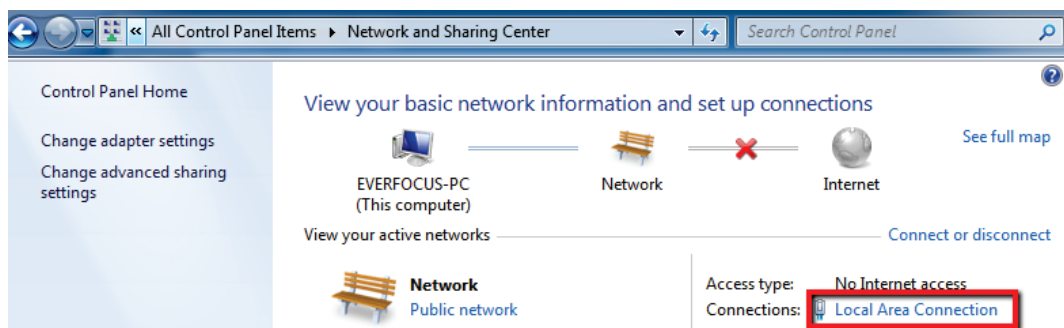 « All Control Panel Items ▸ Network and Sharing Center
Search Control Panel
Control Panel Home
Change adapter settings
Change advanced sharing
settings
View your basic network information and set up connections
See full map
EVERFOCUS-PC
(This computer)
Network
Internet
View your active networks
Connect or disconnect
Network
Public network
Access type: No Internet access
Connections: Local Area Connection